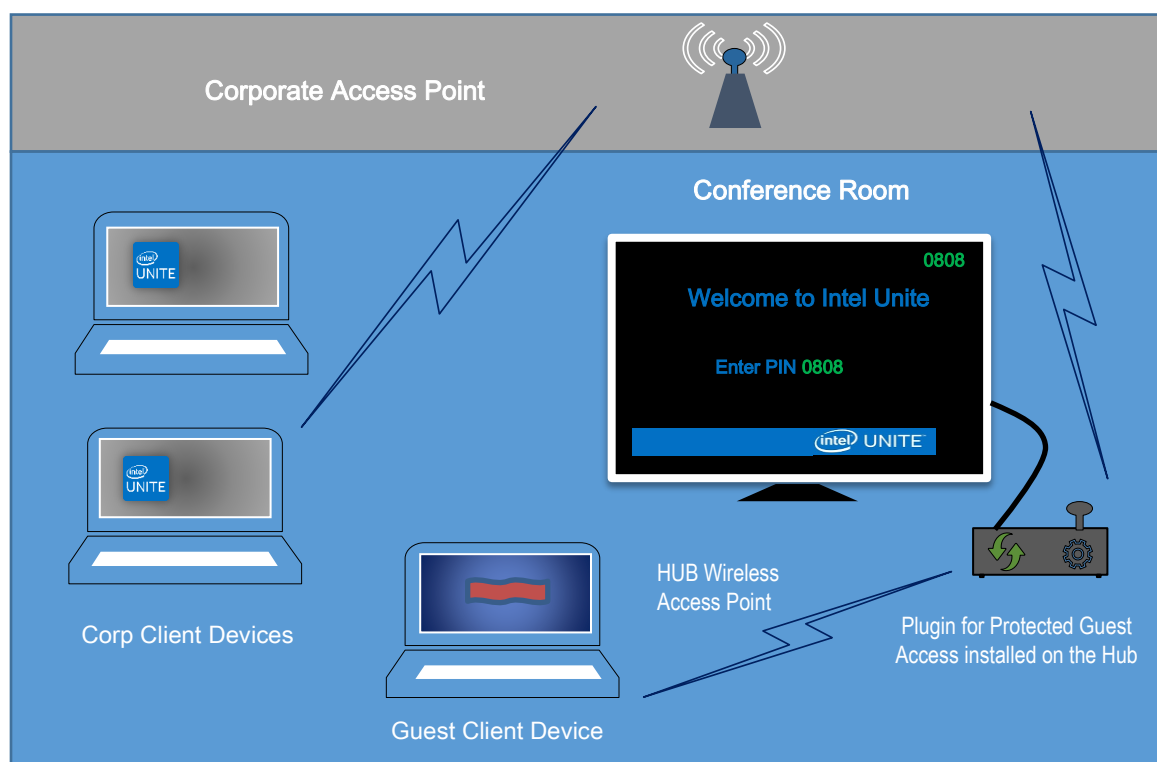 Corporate Access Point
Conference Room
intel
UNITE
0808
Welcome to Intel Unite
Enter PIN 0808
intel UNITE
intel
UNITE
HUB Wireless
Access Point
Corp Client Devices
Plugin for Protected Guest
Access installed on the Hub
Guest Client Device